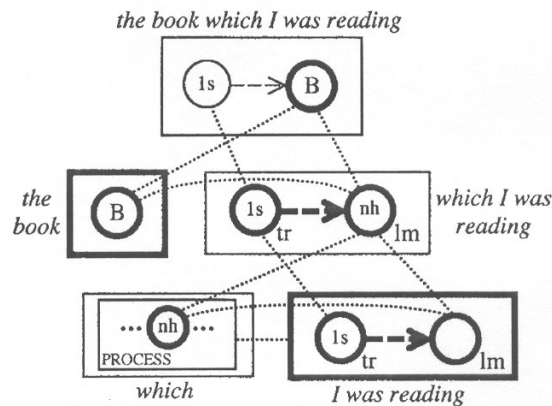 the book which I was reading
1s
B
the
book
B
1s
nh
tr
lm
which I was
reading
nh
PROCESS
which
1s
tr
lm
I was reading